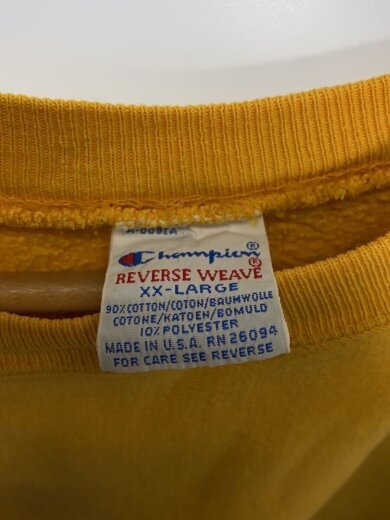 A-0091A
Champion®
REVERSE WEAVE®
XX-LARGE
90% COTTON/COTON/BAUMWOLLE
COTONE/KATOEN/BOMULD
10% POLYESTER
MADE IN U.S.A. RN 26094
FOR CARE SEE REVERSE